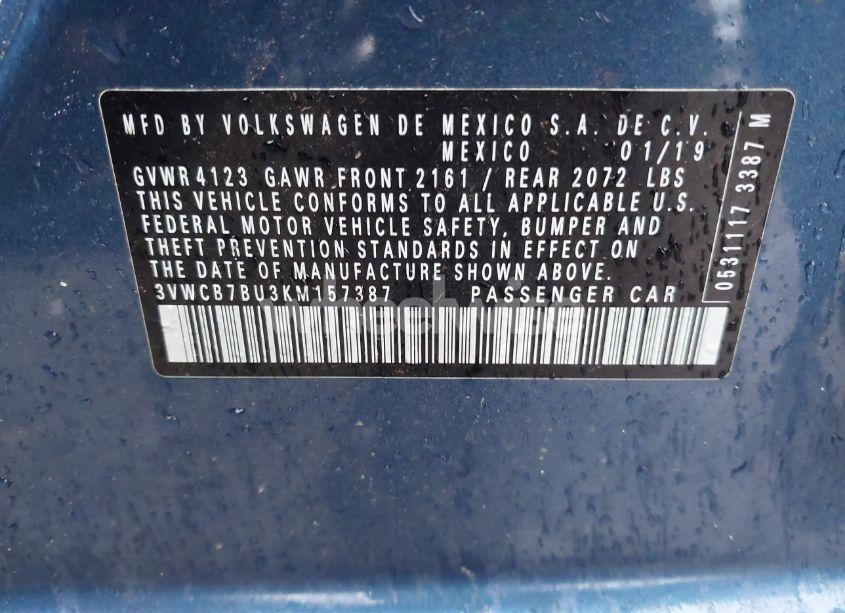 MFD BY VOLKSWAGEN DE MEXICO S.A. DE C.V.
MEXICO 01/19
GVWR 4123 GAWR FRONT 2161 / REAR 2072 LBS
THIS VEHICLE CONFORMS TO ALL APPLICABLE U.S.
FEDERAL MOTOR VEHICLE SAFETY, BUMPER AND
THEFT PREVENTION STANDARDS IN EFFECT ON
THE DATE OF MANUFACTURE SHOWN ABOVE.
3VWCB7BU3KM157387 PASSENGER CAR
0531117 3387 M